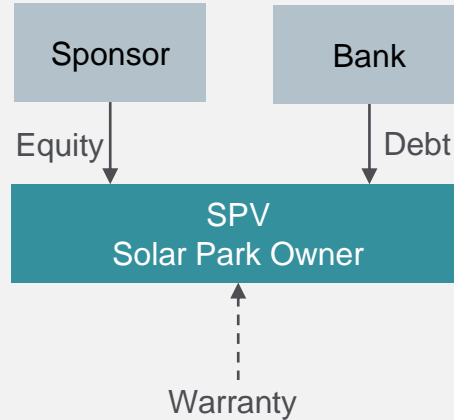 Sponsor
Bank
Equity
Debt
SPV
Solar Park Owner
Warranty